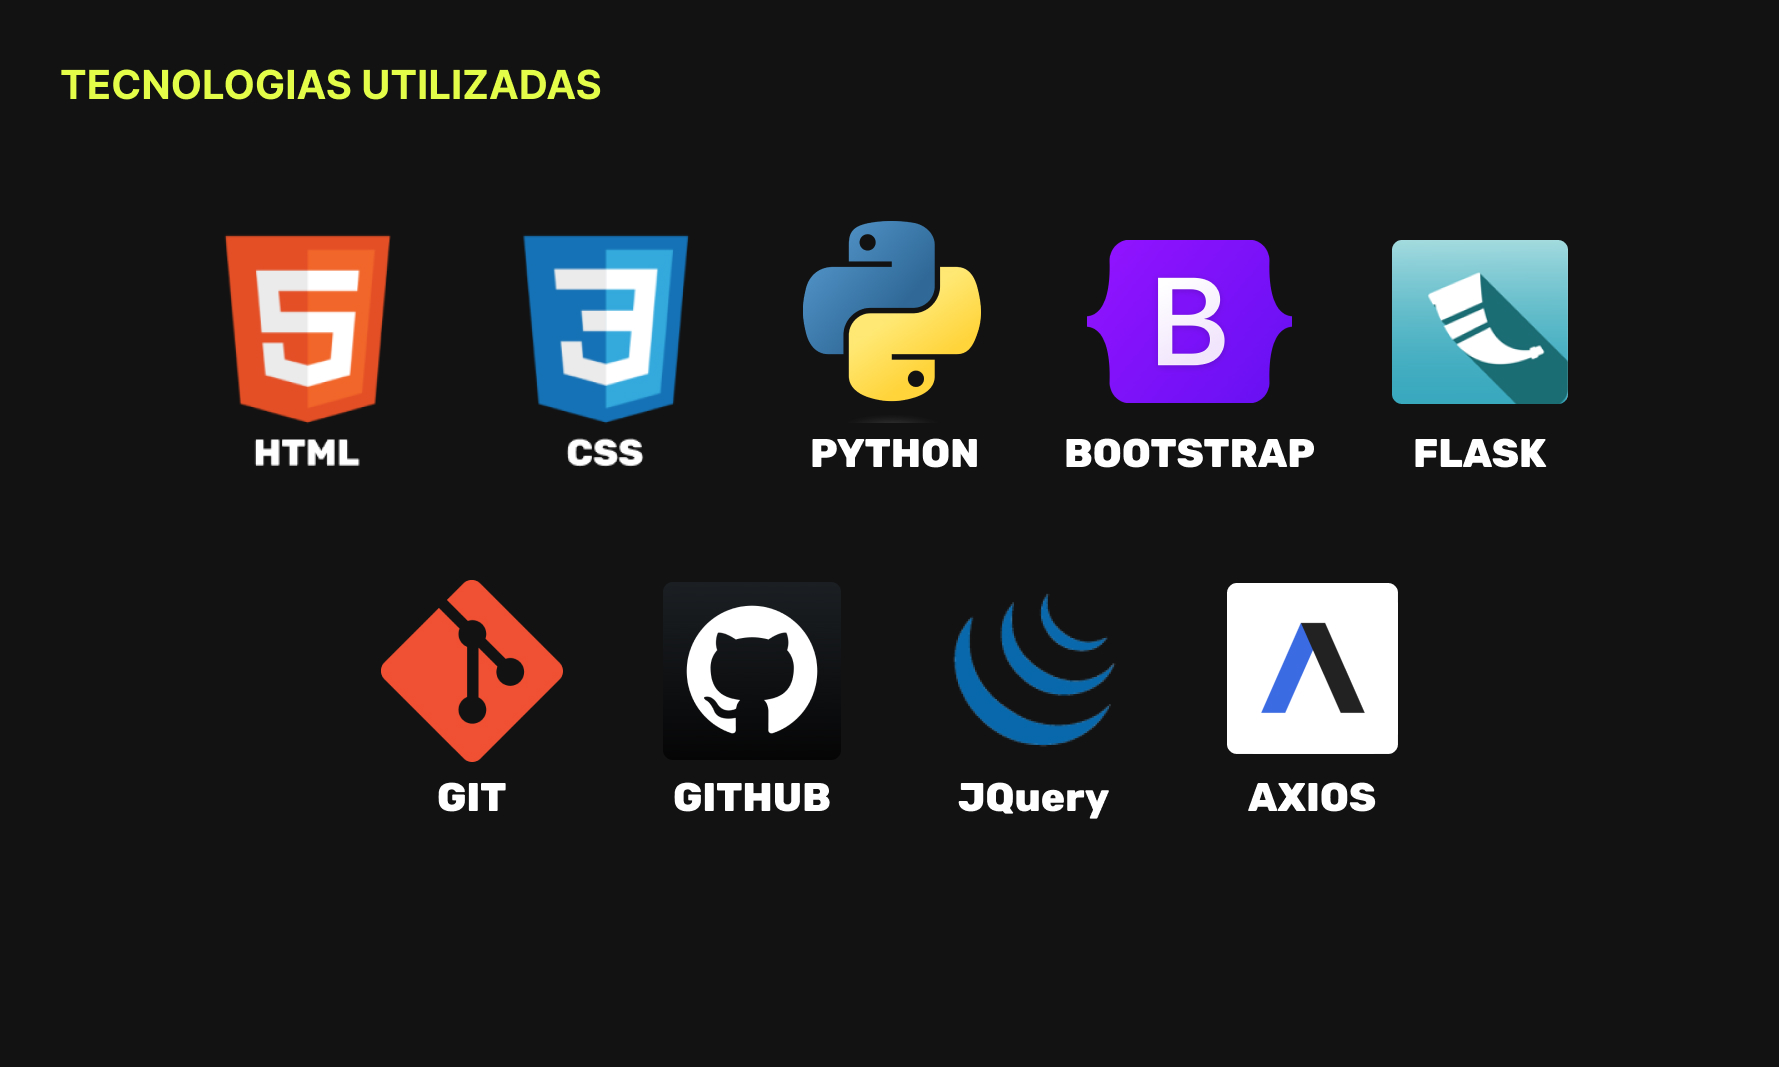 TECNOLOGIAS UTILIZADAS
B
HTML
CSS
PYTHON
BOOTSTRAP
FLASK
GIT
GITHUB
JQuery
AXIOS